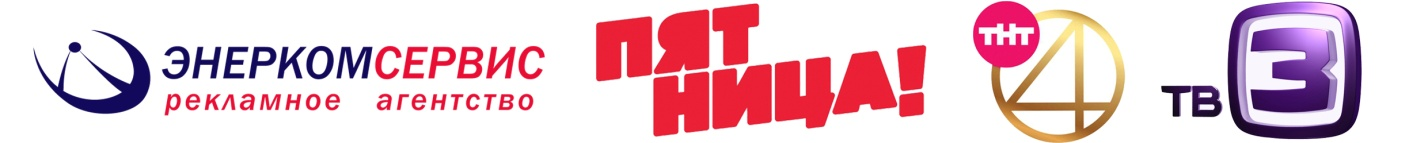 ЭНЕРКОМСЕРВИС
рекламное агентство
ПЯТ
НИЦА!
ТНТ
4
ТВ 3